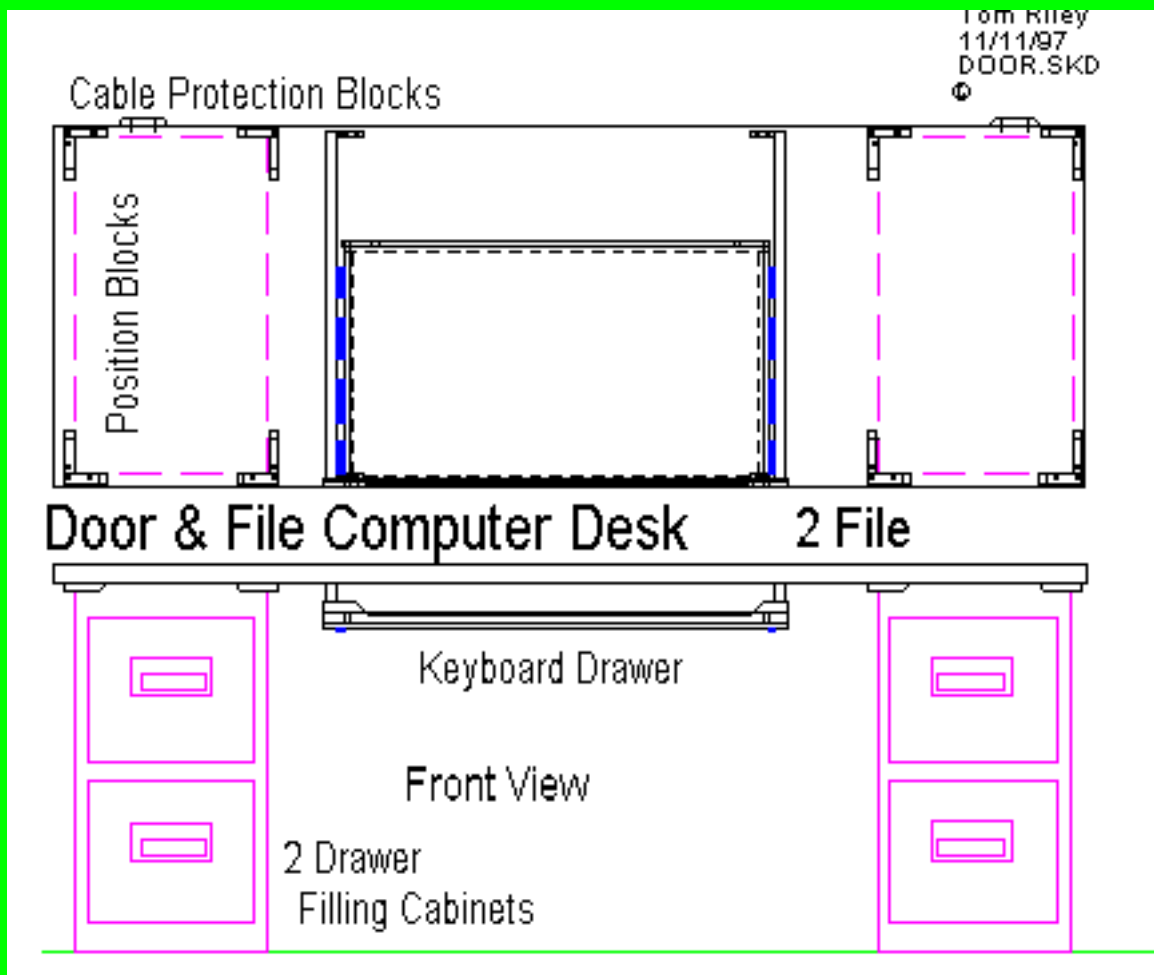 Tom Riley
11/11/97
DOOR.SKD
©
Cable Protection Blocks
Position Blocks
Door & File Computer Desk 2 File
Keyboard Drawer
Front View
2 Drawer
Filling Cabinets